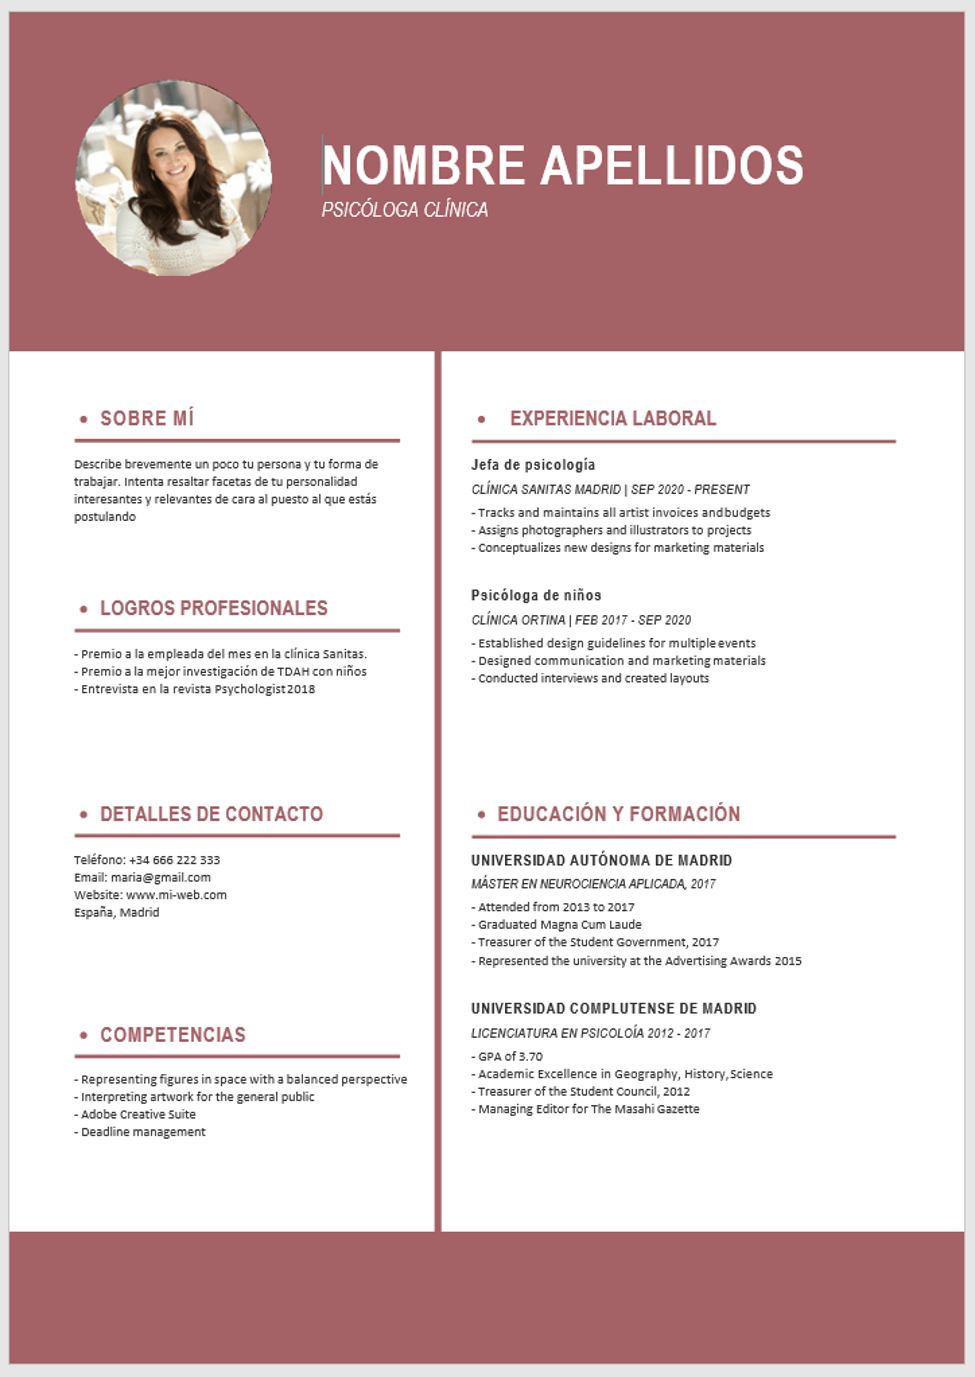 NOMBRE APELLIDOS
PSICÓLOGA CLÍNICA
• SOBRE MÍ
Describe brevemente un poco tu persona y tu forma de
trabajar. Intenta resaltar facetas de tu personalidad
interesantes y relevantes de cara al puesto al que estás
postulando
• LOGROS PROFESIONALES
- Premio a la empleada del mes en la clínica Sanitas.
- Premio a la mejor investigación de TDAH con niños
- Entrevista en la revista Psychologist2018
• DETALLES DE CONTACTO
Teléfono: +34 666 222 333
Email: maria@gmail.com
Website: www.mi-web.com
España, Madrid
• COMPETENCIAS
- Representing figures in space with a balanced perspective
- Interpreting artwork for the general public
- Adobe Creative Suite
- Deadline management
• EXPERIENCIA LABORAL
Jefa de psicología
CLÍNICA SANITAS MADRID | SEP 2020 - PRESENT
- Tracks and maintains all artist invoices andbudgets
- Assigns photographers and illustrators to projects
- Conceptualizes new designs for marketing materials
Psicóloga de niños
CLÍNICA ORTINA | FEB 2017 - SEP 2020
- Established design guidelines for multiple events
- Designed communication and marketing materials
- Conducted interviews and created layouts
• EDUCACIÓN Y FORMACIÓN
UNIVERSIDAD AUTÓNOMA DE MADRID
MÁSTER EN NEUROCIENCIA APLICADA, 2017
- Attended from 2013 to 2017
- Graduated Magna Cum Laude
- Treasurer of the Student Government, 2017
- Represented the university at the Advertising Awards 2015
UNIVERSIDAD COMPLUTENSE DE MADRID
LICENCIATURA EN PSICOLOÍA 2012 - 2017
- GPA of 3.70
- Academic Excellence in Geography, History, Science
- Treasurer of the Student Council, 2012
- Managing Editor for The Masahi Gazette